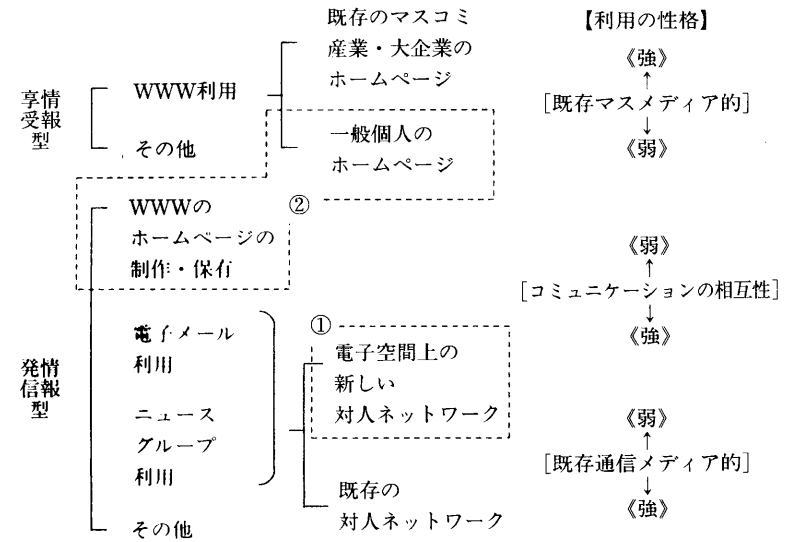 既存のマスコミ
産業・大企業の
ホームページ
【利用の性格】
《強》
↑
[既存マスメディア的]
↓
《弱》
情報
享受
型
WWW利用
その他
一般個人の
ホームページ
②
WWWの
ホームページの
制作・保有
《弱》
↑
[コミュニケーションの相互性]
↓
《強》
情報
発信
型
電子メール
利用
ニュース
グループ
利用
その他
①
電子空間上の
新しい
対人ネットワーク
既存の
対人ネットワーク
《弱》
↑
[既存通信メディア的]
↓
《強》